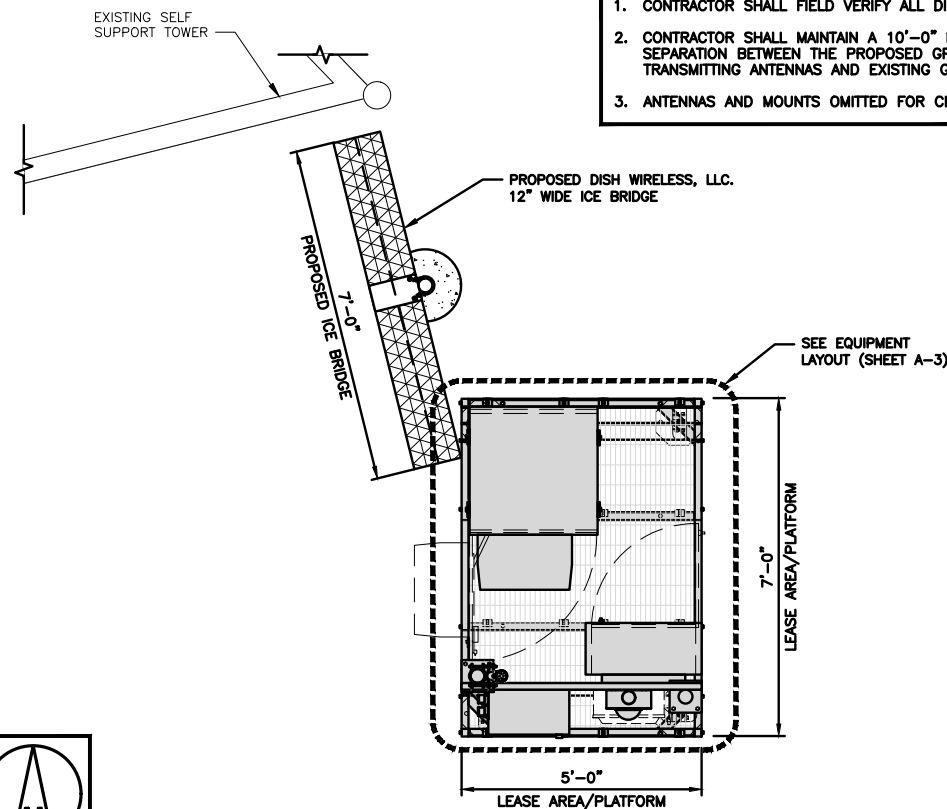 EXISTING SELF
SUPPORT TOWER
1. CONTRACTOR SHALL FIELD VERIFY ALL
2. CONTRACTOR SHALL MAINTAIN A 10'-0"
SEPARATION BETWEEN THE PROPOSED
TRANSMITTING ANTENNAS AND EXISTING
3. ANTENNAS AND MOUNTS OMITTED FOR
PROPOSED DISH WIRELESS, LLC.
12" WIDE ICE BRIDGE
7'-0"
PROPOSED ICE BRIDGE
SEE EQUIPMENT
LAYOUT (SHEET A-3)
7'-0"
LEASE AREA/PLATFORM
5'-0"
LEASE AREA/PLATFORM